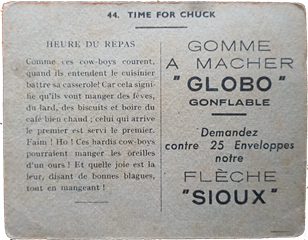 44. TIME FOR CHUCK
HEURE DU REPAS
Comme ces cow-boys courent,
quand ils entendent le cuisinier
battre sa casserole! Car cela signi-
fie qu'ils vont manger des fèves,
du lard, des biscuits et boire du
café bien chaud ; celui qui arrive
le premier est servi le premier.
Faim ! Ho ! Ces hardis cow-boys
pourraient manger les oreilles
d'un ours ! Et quelle joie est la
leur, disant de bonnes blagues,
tout en mangeant !
GOMME
A MACHER
"GLOBO"
GONFLABLE
Demandez
contre 25 Enveloppes
notre
FLÈCHE
"SIOUX"